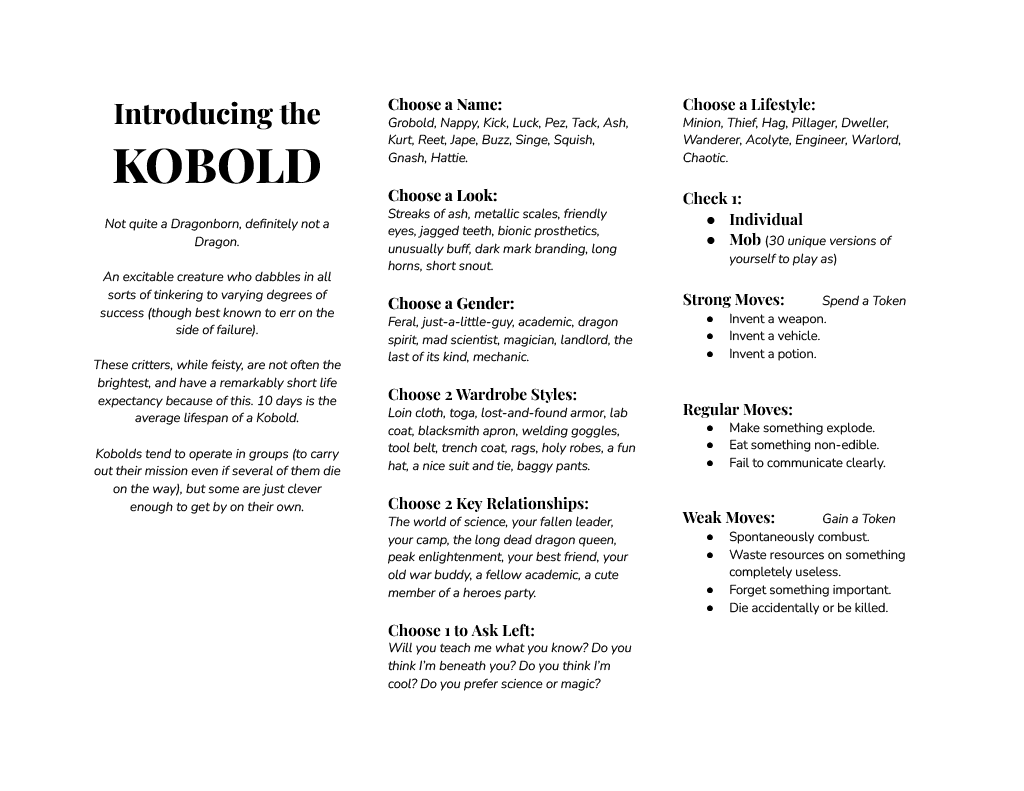 Introducing the
KOBOLD
Not quite a Dragonborn, definitely not a
Dragon.
An excitable creature who dabbles in all
sorts of tinkering to varying degrees of
success (though best known to err on the
side of failure).
These critters, while feisty, are not often the
brightest, and have a remarkably short life
expectancy because of this. 10 days is the
average lifespan of a Kobold.
Kobolds tend to operate in groups (to carry
out their mission even if several of them die
on the way), but some are just clever
enough to get by on their own.
Choose a Name:
Grobold, Nappy, Kick, Luck, Pez, Tack, Ash,
Kurt, Reet, Jape, Buzz, Singe, Squish,
Gnash, Hattie.
Choose a Look:
Streaks of ash, metallic scales, friendly
eyes, jagged teeth, bionic prosthetics,
unusually buff, dark mark branding, long
horns, short snout.
Choose a Gender:
Feral, just-a-little-guy, academic, dragon
spirit, mad scientist, magician, landlord, the
last of its kind, mechanic.
Choose 2 Wardrobe Styles:
Loin cloth, toga, lost-and-found armor, lab
coat, blacksmith apron, welding goggles,
tool belt, trench coat, rags, holy robes, a fun
hat, a nice suit and tie, baggy pants.
Choose 2 Key Relationships:
The world of science, your fallen leader,
your camp, the long dead dragon queen,
peak enlightenment, your best friend, your
old war buddy, a fellow academic, a cute
member of a heroes party.
Choose 1 to Ask Left:
Will you teach me what you know? Do you
think I'm beneath you? Do you think I'm
cool? Do you prefer science or magic?
Choose a Lifestyle:
Minion, Thief, Hag, Pillager, Dweller,
Wanderer, Acolyte, Engineer, Warlord,
Chaotic.
Check 1:
● Individual
● Mob (30 unique versions of
yourself to play as)
Strong Moves: Spend a Token
● Invent a weapon.
● Invent a vehicle.
● Invent a potion.
Regular Moves:
● Make something explode.
● Eat something non-edible.
● Fail to communicate clearly.
Weak Moves: Gain a Token
● Spontaneously combust.
● Waste resources on something
completely useless.
● Forget something important.
● Die accidentally or be killed.